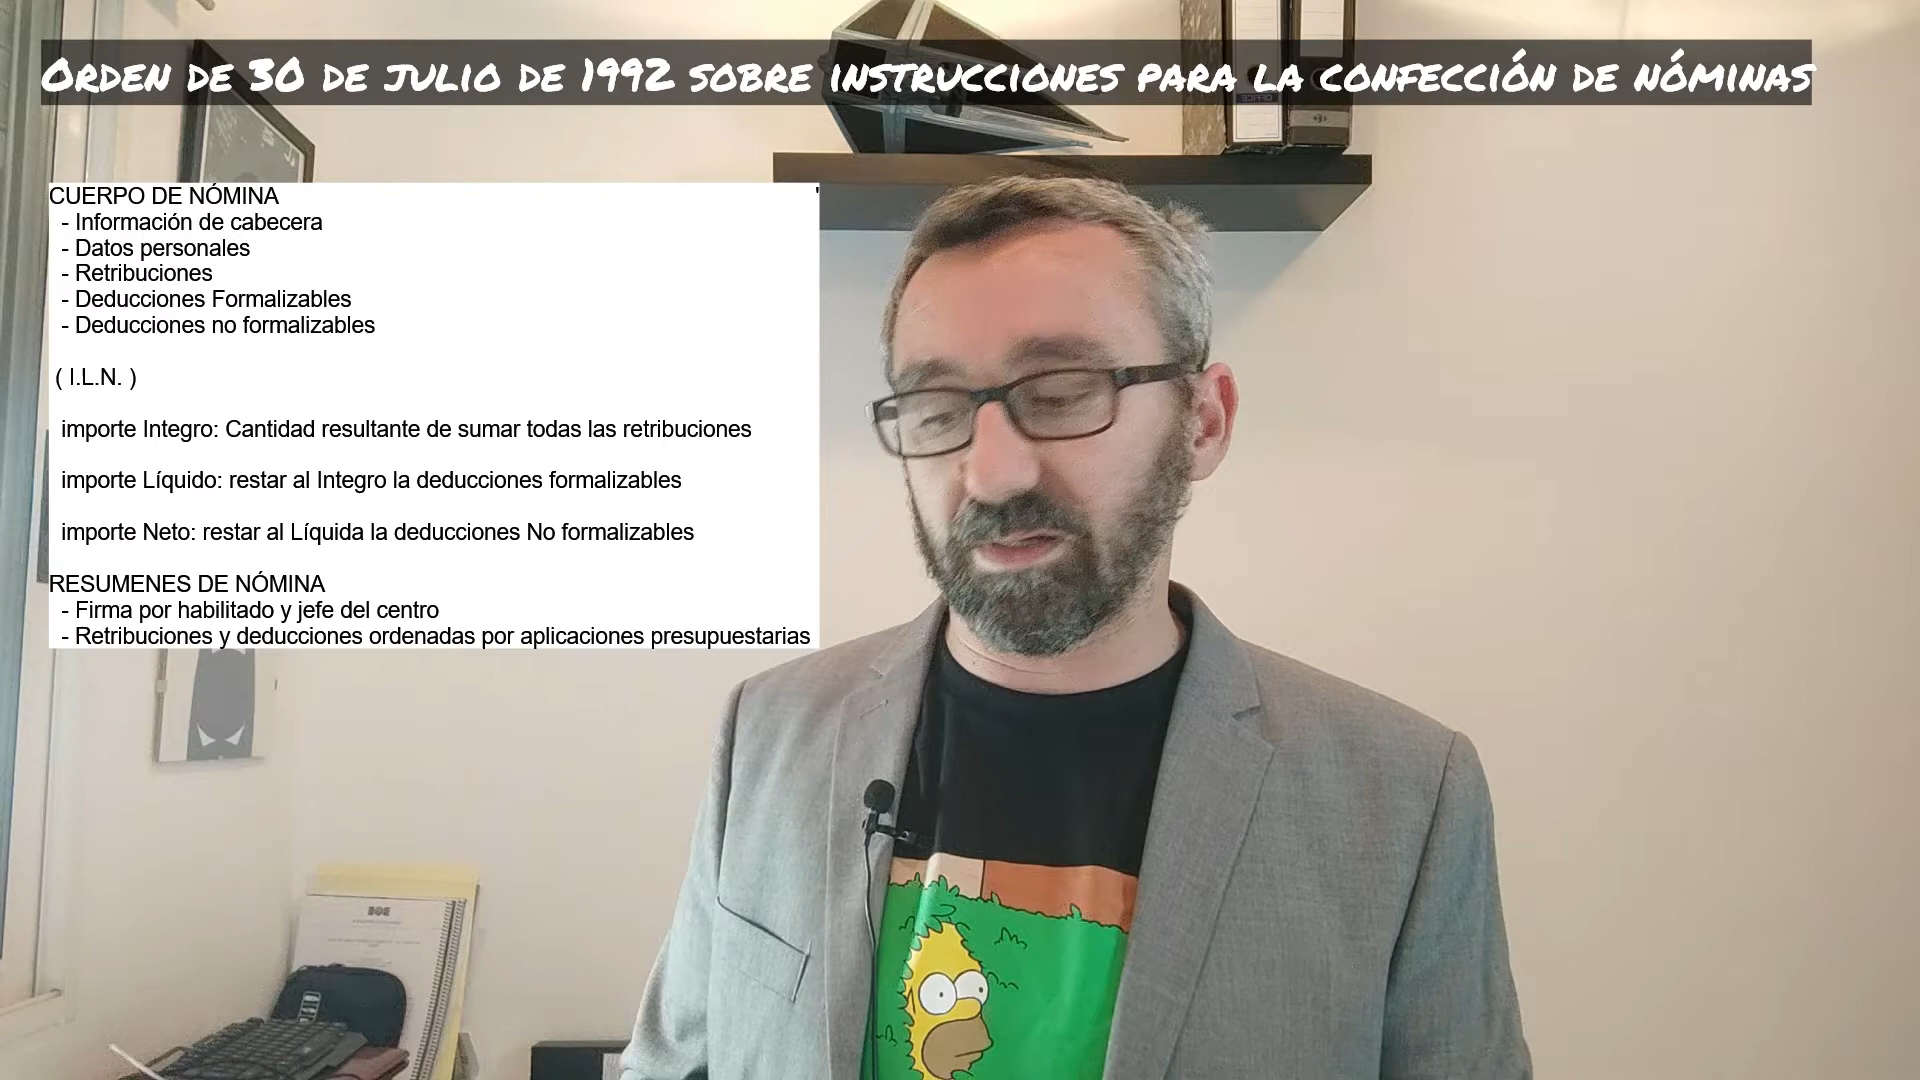 Orden de 30 de julio de 1992 sobre instrucciones para la confección de nóminas
CUERPO DE NÓMINA
- Información de cabecera
- Datos personales
- Retribuciones
- Deducciones Formalizables
- Deducciones no formalizables
( I.L.N. )
importe Integro: Cantidad resultante de sumar todas las retribuciones
importe Líquido: restar al Integro la deducciones formalizables
importe Neto: restar al Líquida la deducciones No formalizables
RESUMENES DE NÓMINA
- Firma por habilitado y jefe del centro
- Retribuciones y deducciones ordenadas por aplicaciones presupuestarias
BOE